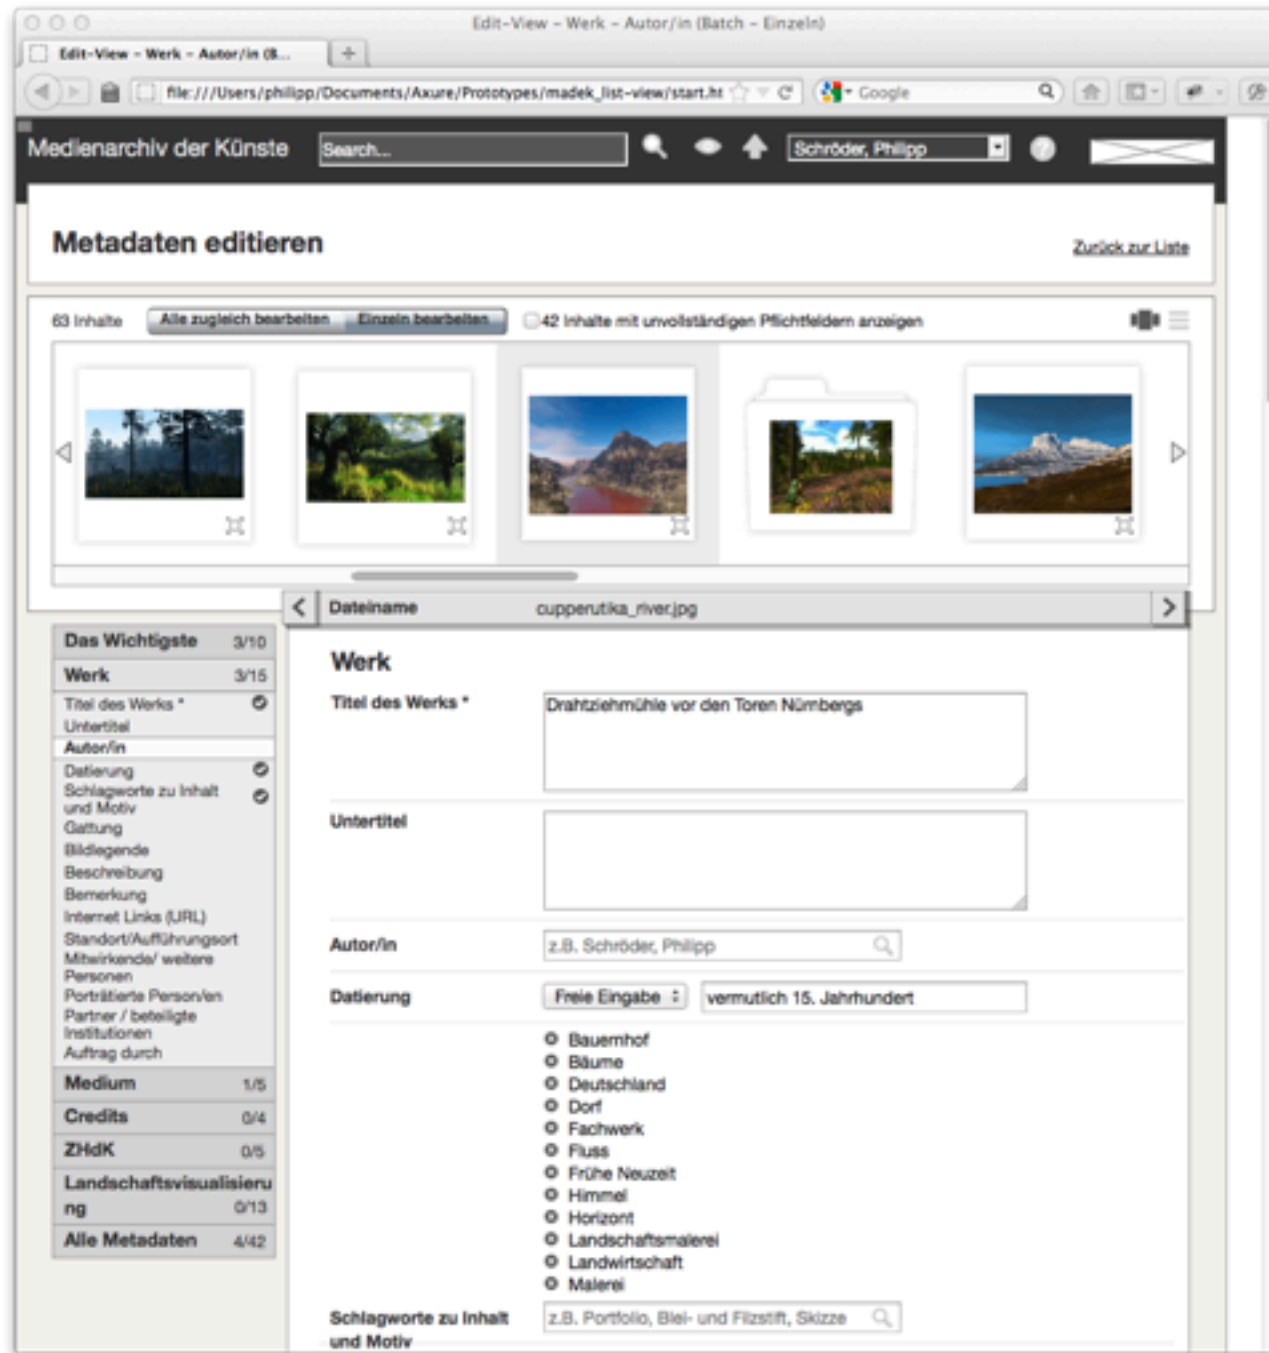 Edit-View – Werk – Autor/in (Batch – Einzeln)
Edit-View – Werk – Autor/in (B...
file:///Users/philipp/Documents/Axure/Prototypes/madek_list-view/start.ht
Google
Medienarchiv der Künste
Search...
Schröder, Philipp
?
Metadaten editieren
Zurück zur Liste
63 Inhalte
Alle zugleich bearbeiten
Einzeln bearbeiten
42 Inhalte mit unvollständigen Pflichtfeldern anzeigen
Dateiname
cupperutika_river.jpg
Das Wichtigste 3/10
Werk 3/15
Titel des Werks *
Untertitel
Autor/in
Datierung
Schlagworte zu Inhalt
und Motiv
Gattung
Bildlegende
Beschreibung
Bemerkung
Internet Links (URL)
Standort/Aufführungsort
Mitwirkende/ weitere
Personen
Porträtierte Person/en
Partner / beteiligte
Institutionen
Auftrag durch
Medium 1/5
Credits 0/4
ZHdK 0/5
Landschaftsvisualisieru
ng 0/13
Alle Metadaten 4/42
Werk
Titel des Werks *
Drahtziehmühle vor den Toren Nürnbergs
Untertitel
Autor/in
z.B. Schröder, Philipp
Datierung
Freie Eingabe
vermutlich 15. Jahrhundert
Bauernhof
Bäume
Deutschland
Dorf
Fachwerk
Fluss
Frühe Neuzeit
Himmel
Horizont
Landschaftsmalerei
Landwirtschaft
Malerei
Schlagworte zu Inhalt
und Motiv
z.B. Portfolio, Blei- und Filzstift, Skizze